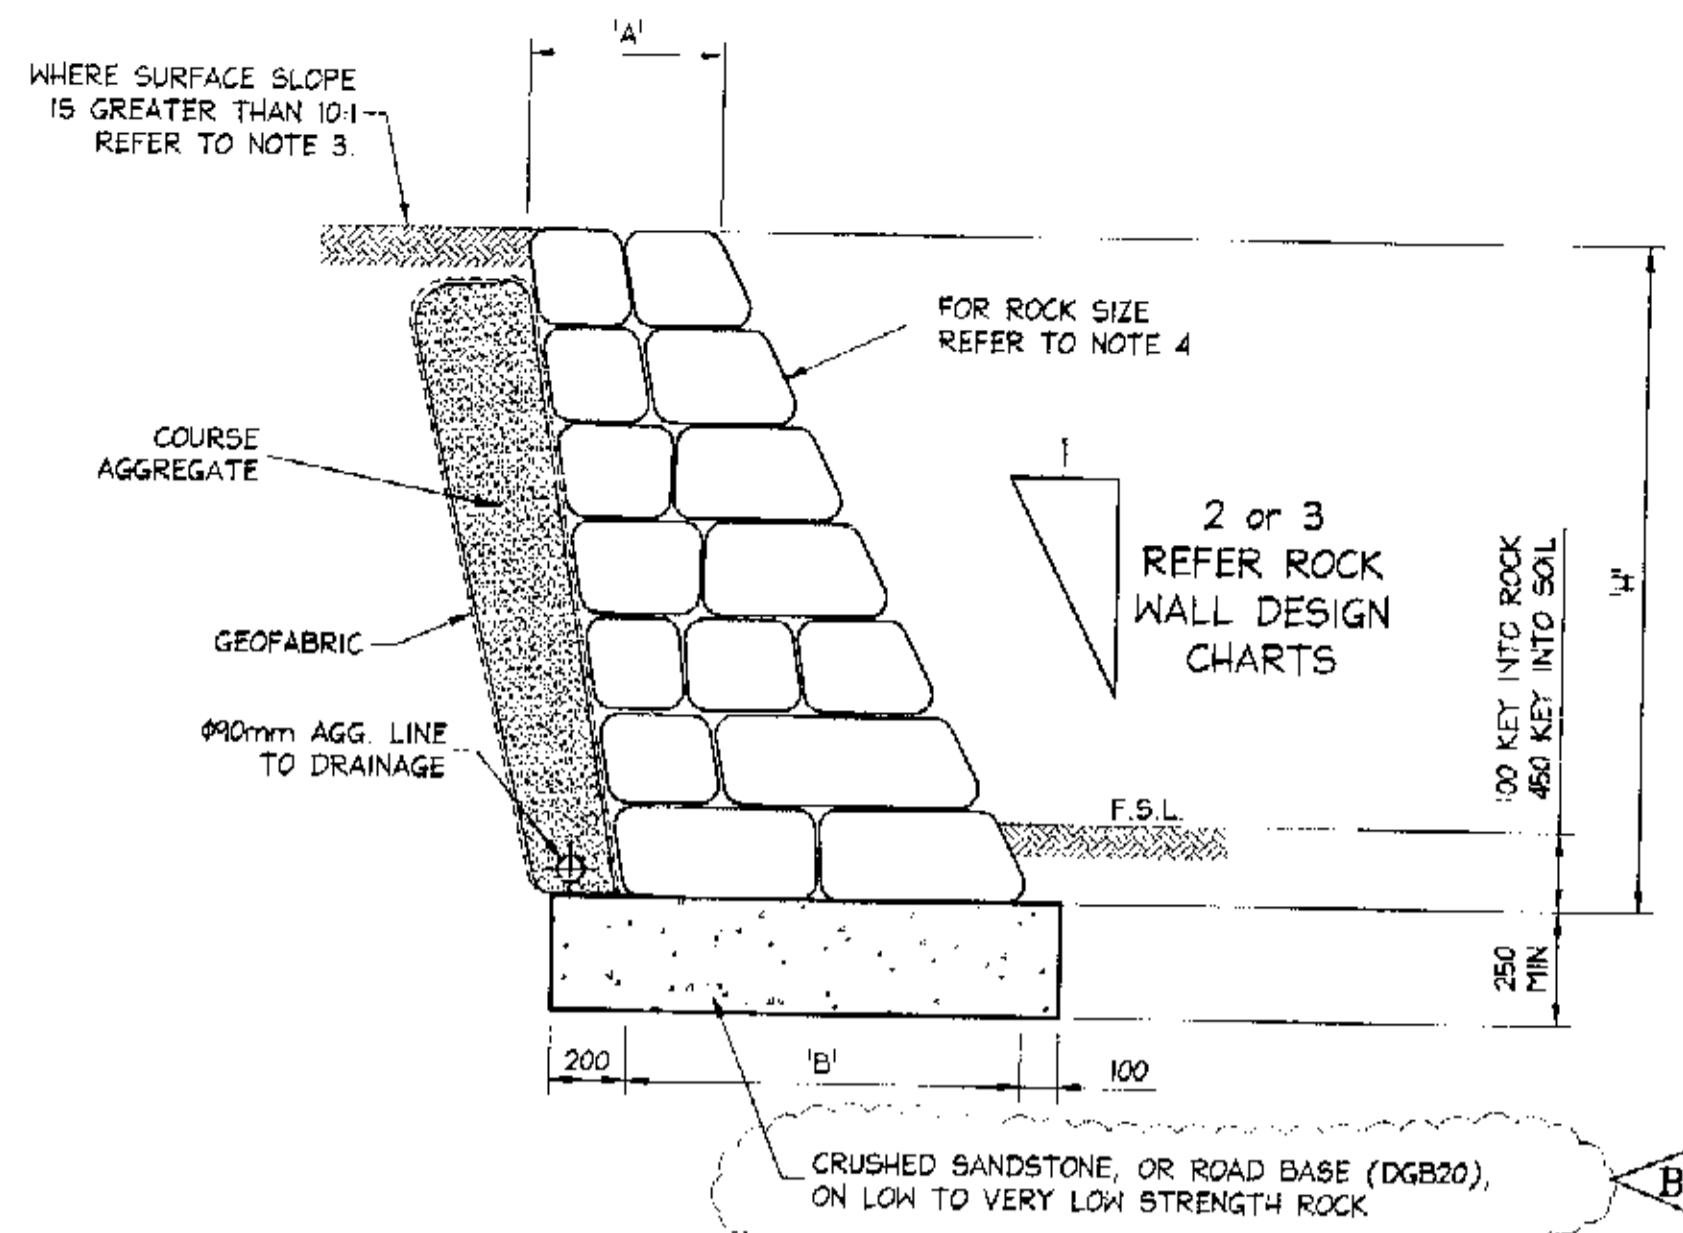 'A'
WHERE SURFACE SLOPE
IS GREATER THAN 10:1
REFER TO NOTE 3.
FOR ROCK SIZE
REFER TO NOTE 4
COURSE
AGGREGATE
1
2 or 3
REFER ROCK
WALL DESIGN
CHARTS
GEOFABRIC
Φ90mm AGG. LINE
TO DRAINAGE
F.S.L.
100 KEY INTO ROCK
450 KEY INTO SOIL
'H'
250
MIN
200
'B'
100
CRUSHED SANDSTONE, OR ROAD BASE (DGB20),
ON LOW TO VERY LOW STRENGTH ROCK
B